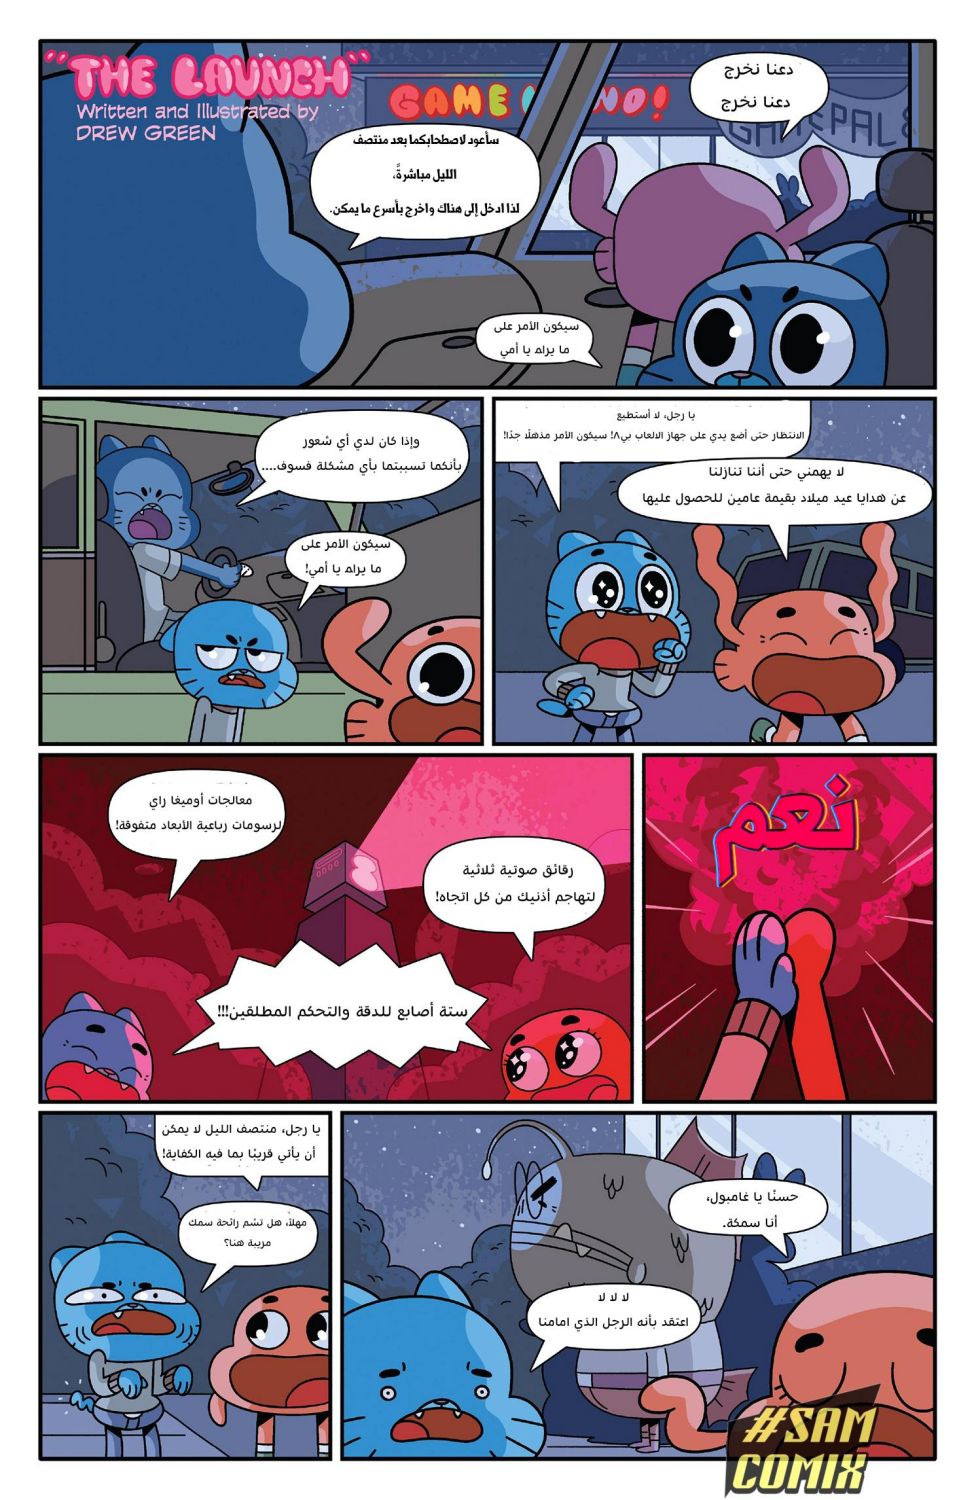 "THE LAUNCH"
Written and Illustrated by
DREW GREEN
GAME NO!
دعنا نخرج
دعنا نخرج
سأعود لاصطحابكما بعد منتصف
الليل مباشرةً،
لذا ادخل إلى هناك واخرج بأسرع ما يمكن.
سيكون الأمر على
ما يرام يا أمي
وإذا كان لدي أي شعور
بأنكما تسببتما بأي مشكلة فسوف....
سيكون الأمر على
ما يرام يا أمي!
يا رجل، لا أستطيع
الانتظار حتى أضع يدي على جهاز الالعاب بي٨! سيكون الأمر مذهلًا جدًا!
لا يهمني حتى أننا تنازلنا
عن هدايا عيد ميلاد بقيمة عامين للحصول عليها
معالجات أوميغا راي
لرسومات رباعية الأبعاد متفوقة!
رقائق صوتية ثلاثية
لتهاجم أذنيك من كل اتجاه!
ستة أصابع للدقة والتحكم المطلقين!!!
نعم
يا رجل، منتصف الليل لا يمكن
أن يأتي قريبًا بما فيه الكفاية!
مهلاً، هل تشم رائحة سمك
مريبة هنا؟
حسنًا يا غامبول،
أنا سمكة.
لا لا لا
اعتقد بأنه الرجل الذي امامنا
#SAM
COMIX